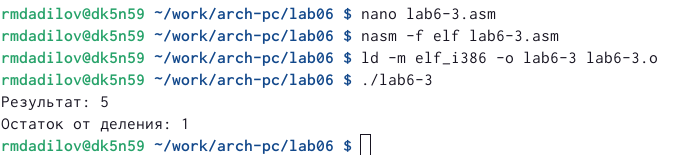 rmdadilov@dk5n59 ~/work/arch-pc/lab06 $ nano lab6-3.asm
rmdadilov@dk5n59 ~/work/arch-pc/lab06 $ nasm -f elf lab6-3.asm
rmdadilov@dk5n59 ~/work/arch-pc/lab06 $ ld -m elf_i386 -o lab6-3 lab6-3.o
rmdadilov@dk5n59 ~/work/arch-pc/lab06 $ ./lab6-3
Результат: 5
Остаток от деления: 1
rmdadilov@dk5n59 ~/work/arch-pc/lab06 $